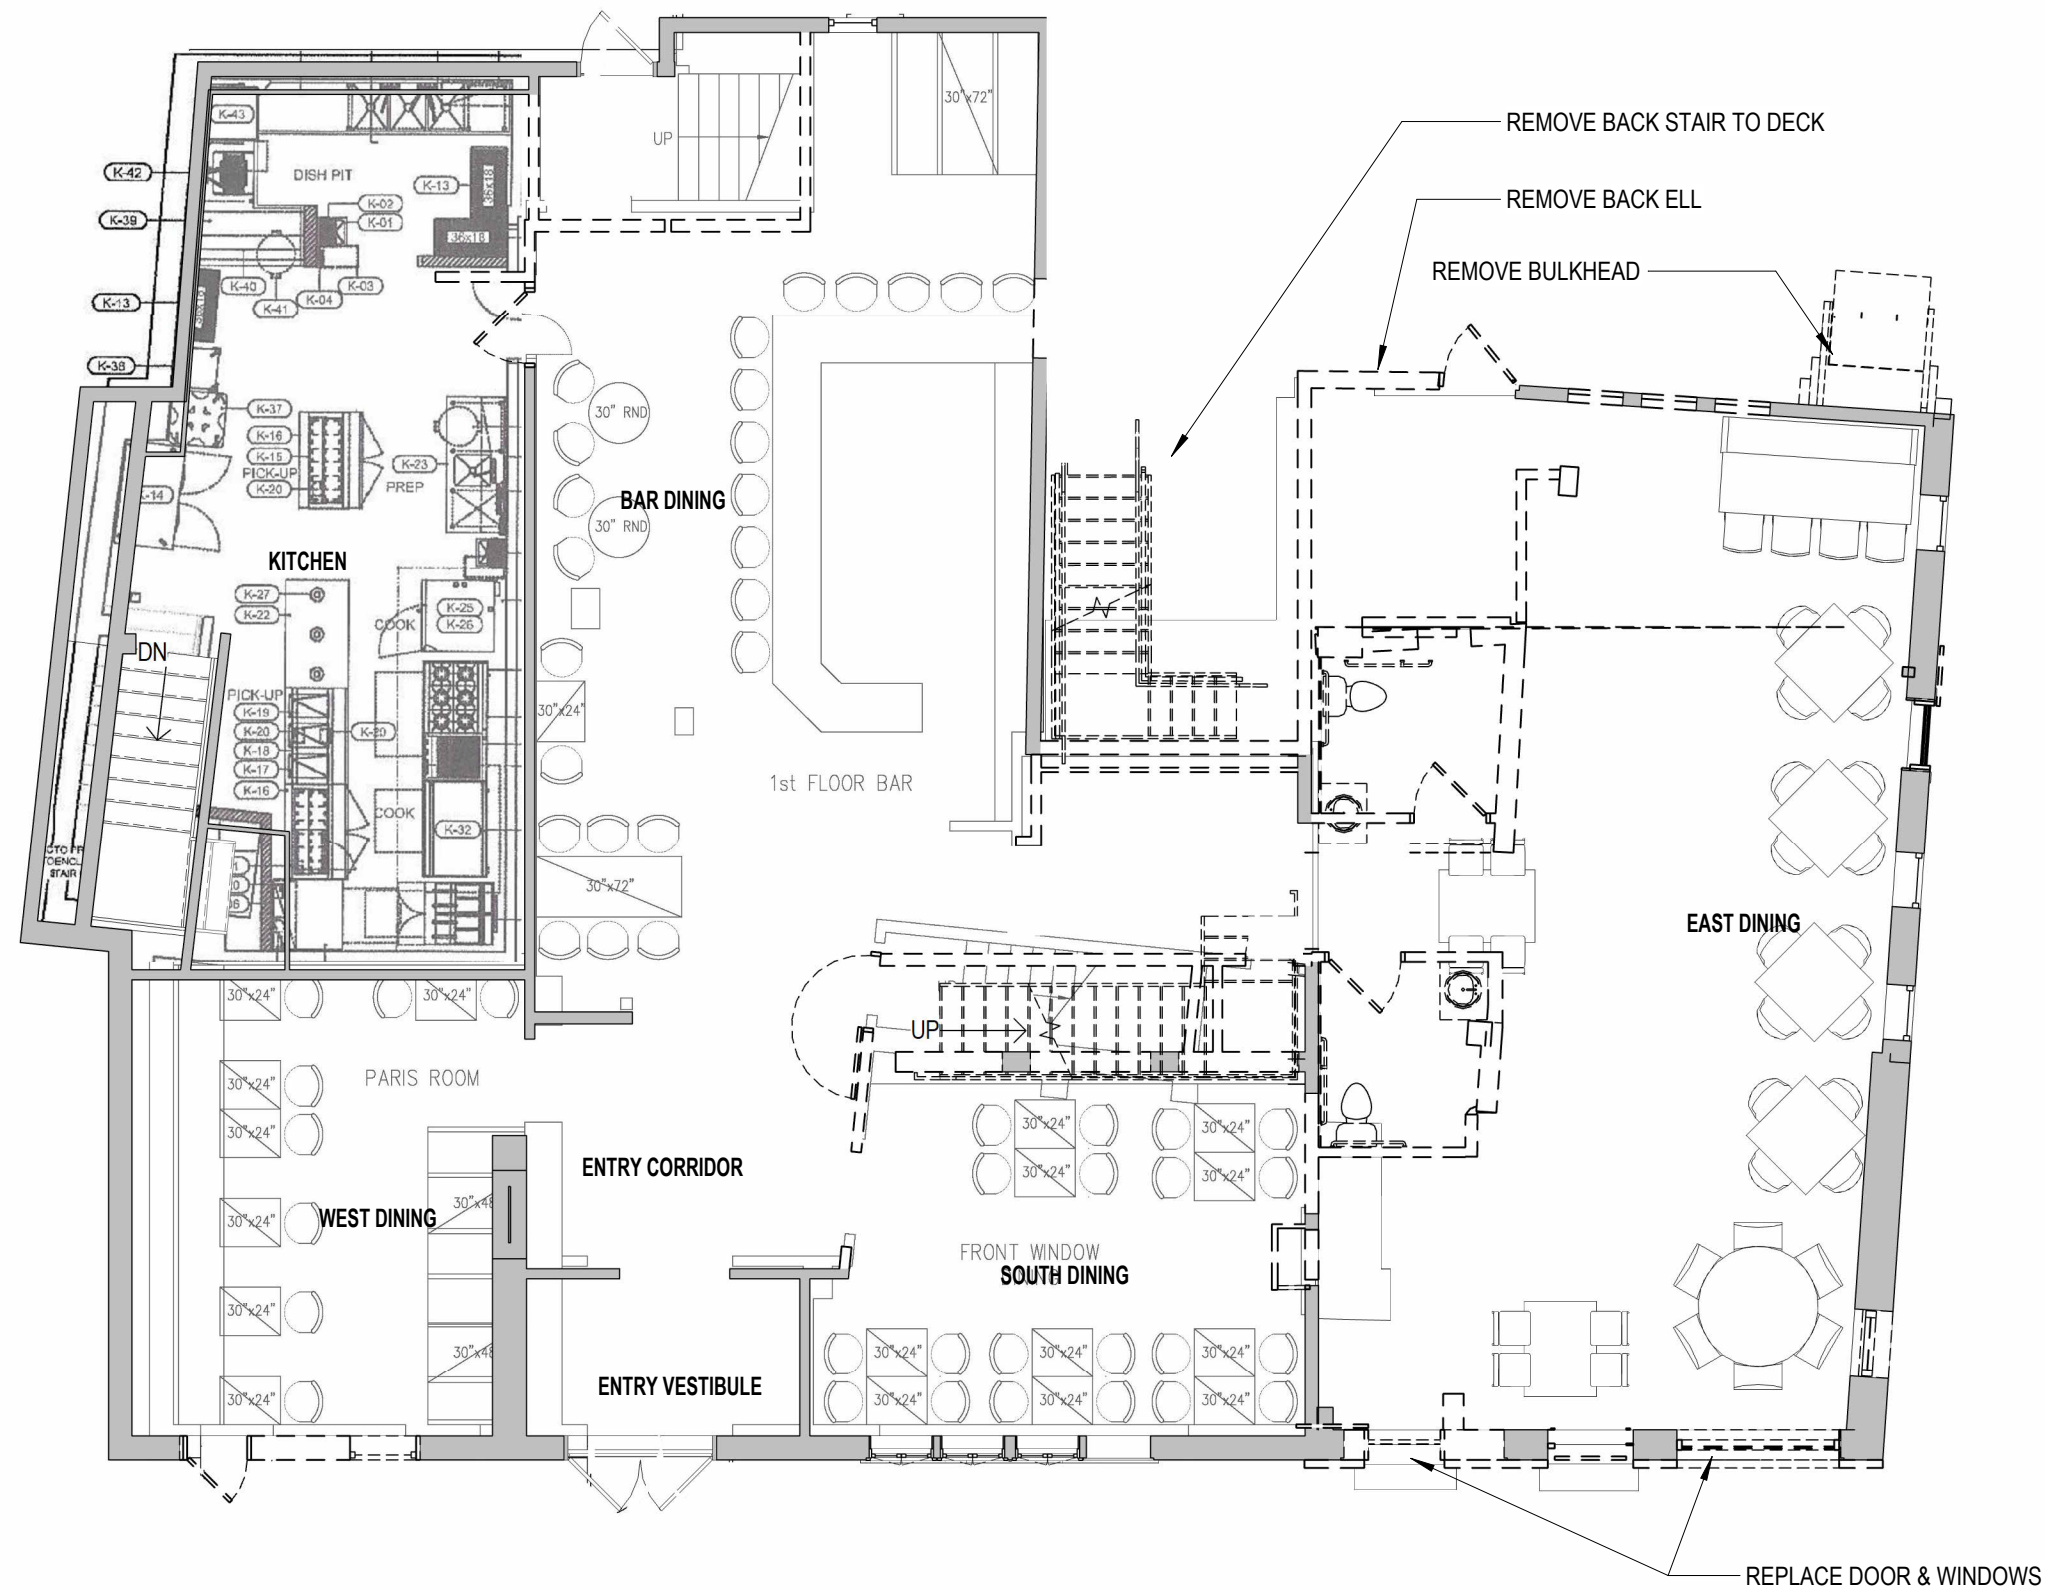 30"x72"
K-43
REMOVE BACK STAIR TO DECK
UP
K-42
DISH PIT
K-13
36x18
REMOVE BACK ELL
K-02
K-39
K-01
36x18
REMOVE BULKHEAD
K-40
K-03
K-04
K-13
K-41
K-38
30" RND
K-37
K-16
K-15
K-23
PICK-UP
K-20
PREP
K-14
BAR DINING
30" RND
KITCHEN
K-27
K-25
K-22
COOK
K-26
DN
PICK-UP
K-19
30"x24"
K-20
K-20
K-18
K-17
1st FLOOR BAR
K-16
COOK
K-32
STAIR
30"x72"
EAST DINING
30"x24"
30"x24"
UP
PARIS ROOM
30"x24"
30"x24"
30"x24"
30"x24"
ENTRY CORRIDOR
30"x24"
30"x24"
30"x48
WEST DINING
30"x24"
FRONT WINDOW
SOUTH DINING
30"x24"
30"x48
30"x24"
30"x24"
30"x24"
ENTRY VESTIBULE
30"x24"
30"x24"
30"x24"
30"x24"
REPLACE DOOR & WINDOWS